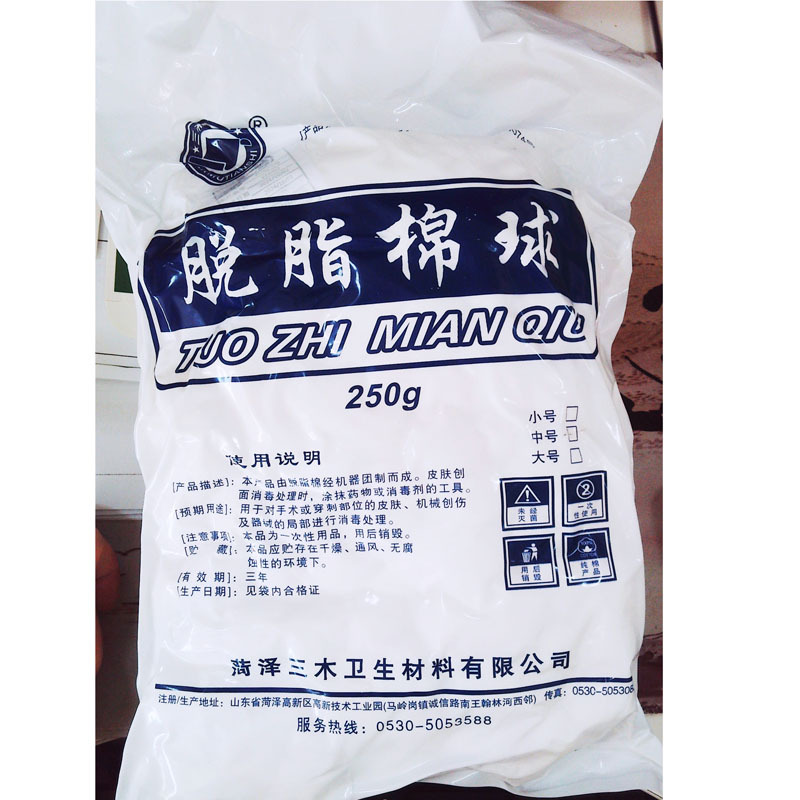 ®
脱脂棉球
TUO ZHI MIAN QIU
250g
小号
中号
大号
使用说明
[产品描述]：本产品由脱脂棉经机器团制而成。皮肤创
面消毒处理时，涂抹药物或消毒剂的工具。
[预期用途]：用于对手术或穿刺部位的皮肤、机械创伤
及器械的局部进行消毒处理。
[注意事项]：本品为一次性用品，用后销毁。
[贮 藏]：本品应贮存在干燥、通风、无腐
蚀性的环境下。
[有效期]：三年
[生产日期]：见袋内合格证
未经
灭菌
一次
性使用
用后
销毁
纯棉
产品
菏泽三木卫生材料有限公司
注册/生产地址：山东省菏泽高新区高新技术工业园(马岭岗镇诚信路南王翰林河西邻) 传真：0530-505308
服务热线：0530-5053588